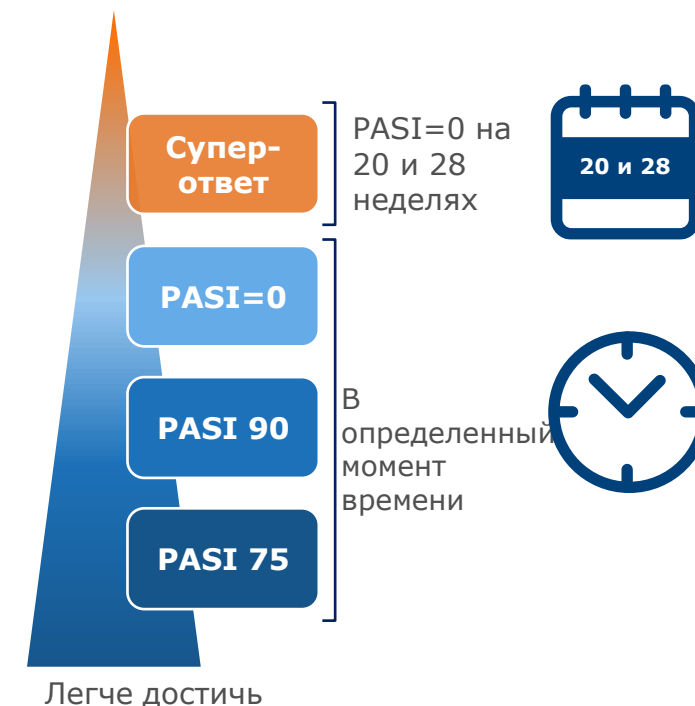 Супер-
ответ
PASI=0 на
20 и 28
неделях
20 и 28
PASI=0
PASI 90
В
определенный
момент
времени
PASI 75
Легче достичь